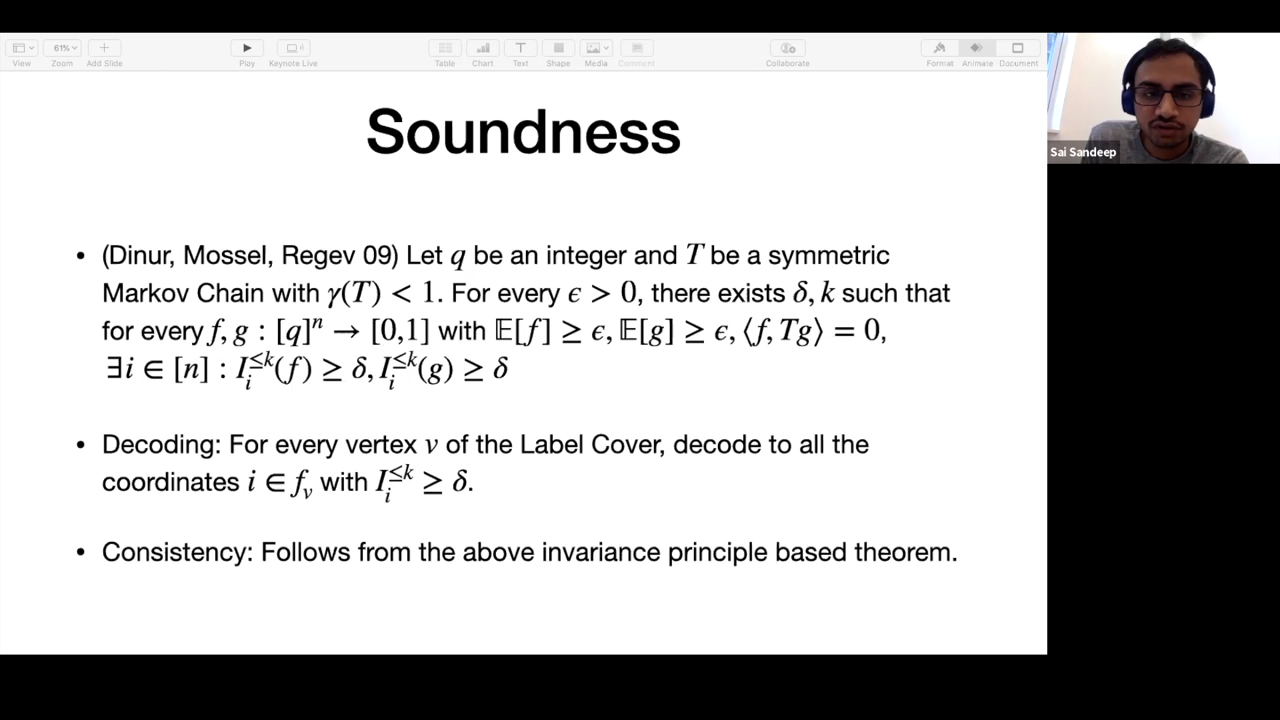 61%
View Zoom Add Slide Play Keynote Live Table Chart Text Shape Media Comment Collaborate Format Animate Document
Sai Sandeep
Soundness
• (Dinur, Mossel, Regev 09) Let q be an integer and T be a symmetric
Markov Chain with γ(T) < 1. For every ϵ > 0, there exists δ, k such that
for every f, g : [q]ⁿ → [0,1] with 𝔼[f] ≥ ϵ, 𝔼[g] ≥ ϵ, ⟨f, Tg⟩ = 0,
∃i ∈ [n] : I_i^{≤k}(f) ≥ δ, I_i^{≤k}(g) ≥ δ
• Decoding: For every vertex v of the Label Cover, decode to all the
coordinates i ∈ f_v with I_i^{≤k} ≥ δ.
• Consistency: Follows from the above invariance principle based theorem.